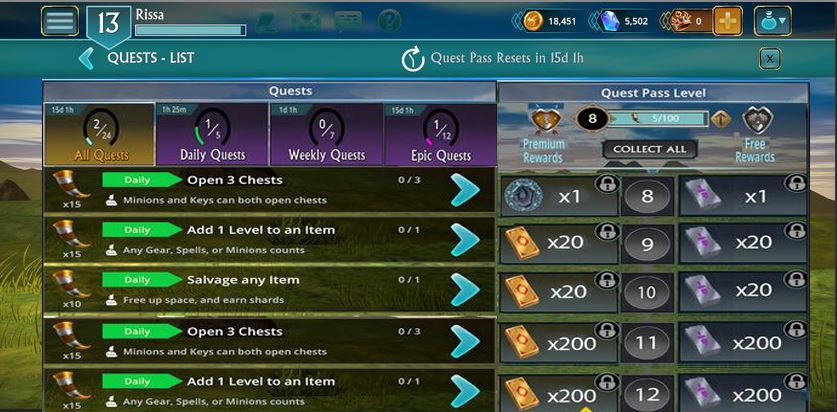 13
Rissa
18,451
5,502
0
QUESTS - LIST
Quest Pass Resets in 15d 1h
X
Quests
Quest Pass Level
15d 1h
2/24
All Quests
1h 25m
1/5
Daily Quests
1d 1h
0/7
Weekly Quests
15d 1h
1/12
Epic Quests
8
5/100
Premium Rewards
COLLECT ALL
Free Rewards
x15
Daily
Open 3 Chests
0 / 3
Minions and Keys can both open chests
x15
Daily
Add 1 Level to an Item
0 / 1
Any Gear, Spells, or Minions counts
x10
Daily
Salvage any Item
0 / 1
Free up space, and earn shards
x15
Daily
Open 3 Chests
0 / 3
Minions and Keys can both open chests
x15
Daily
Add 1 Level to an Item
0 / 1
Any Gear, Spells, or Minions counts
x1
8
x1
x20
9
x20
x20
10
x20
x200
11
x200
x200
12
x200